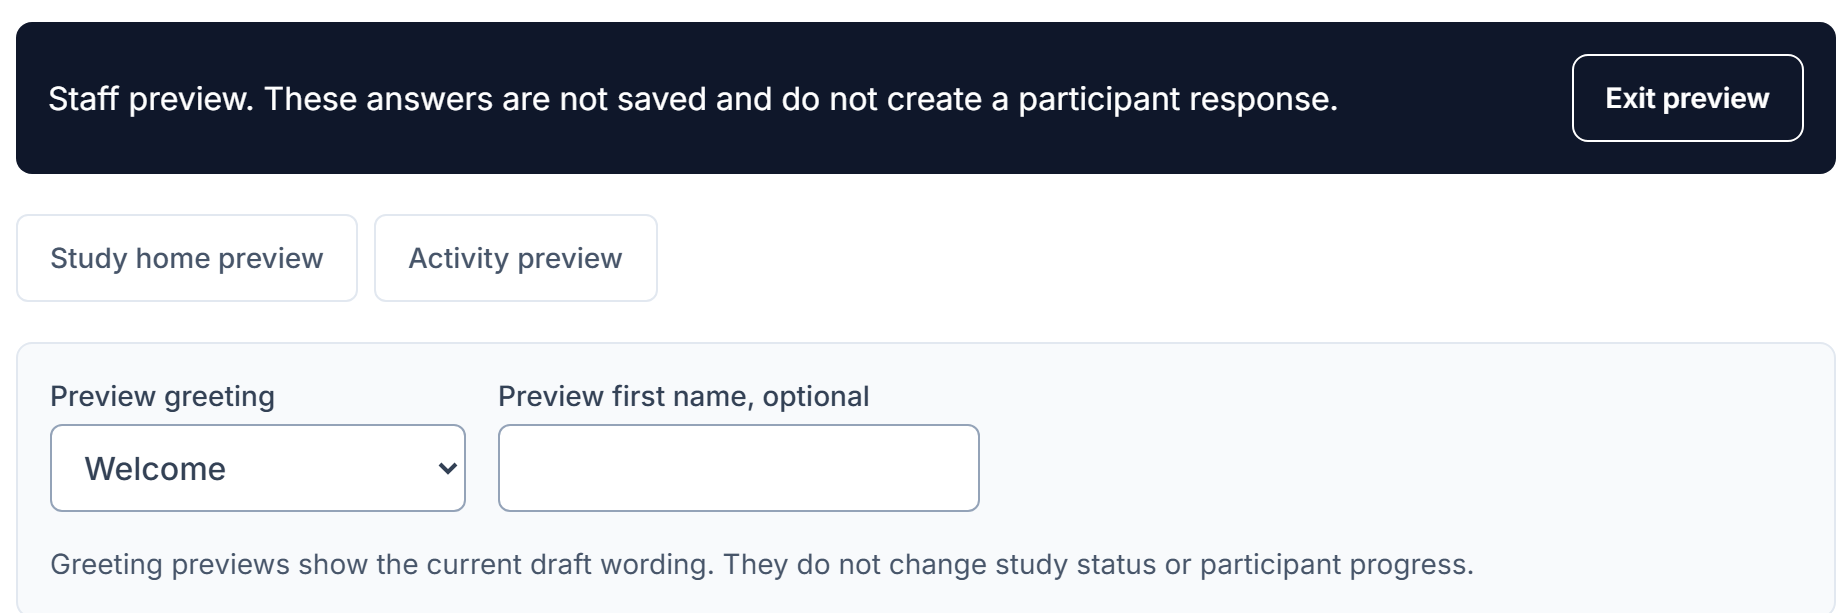 Staff preview. These answers are not saved and do not create a participant response.
Exit preview
Study home preview
Activity preview
Preview greeting
Preview first name, optional
Welcome
Greeting previews show the current draft wording. They do not change study status or participant progress.